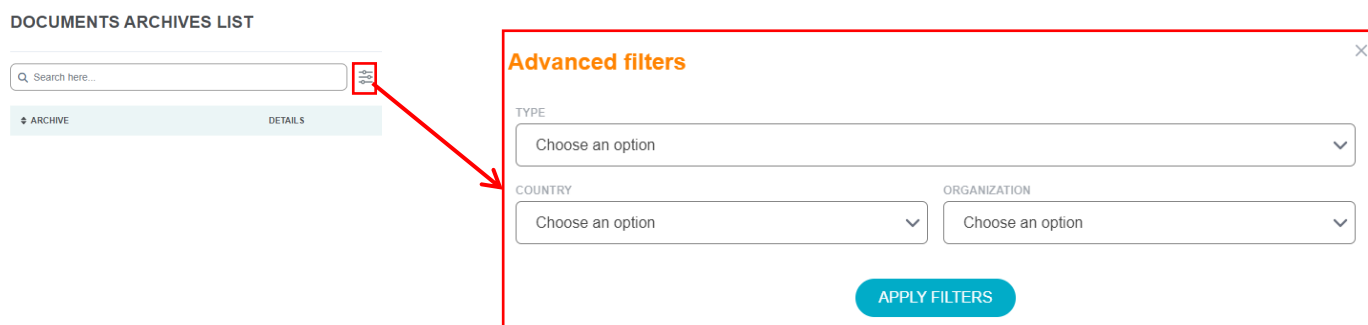 DOCUMENTS ARCHIVES LIST
Search here...
ARCHIVE DETAILS
Advanced filters
TYPE
Choose an option
COUNTRY ORGANIZATION
Choose an option Choose an option
APPLY FILTERS